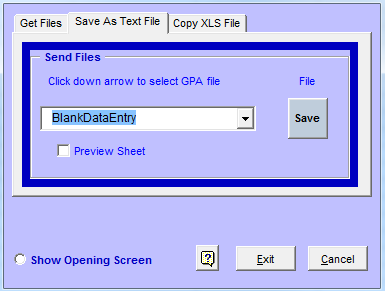 Get Files Save As Text File Copy XLS File
Send Files
Click down arrow to select GPA file File
BlankDataEntry Save
Preview Sheet
Show Opening Screen ? Exit Cancel